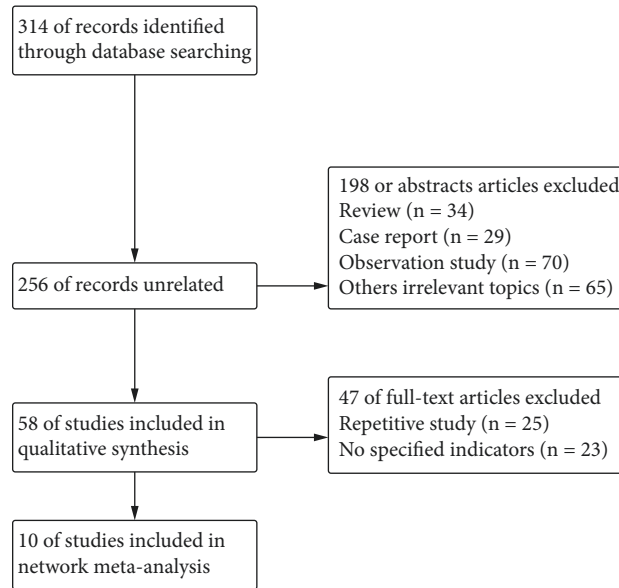 314 of records identified
through database searching
198 or abstracts articles excluded
Review (n = 34)
Case report (n = 29)
Observation study (n = 70)
Others irrelevant topics (n = 65)
256 of records unrelated
47 of full-text articles excluded
Repetitive study (n = 25)
No specified indicators (n = 23)
58 of studies included in
qualitative synthesis
10 of studies included in
network meta-analysis